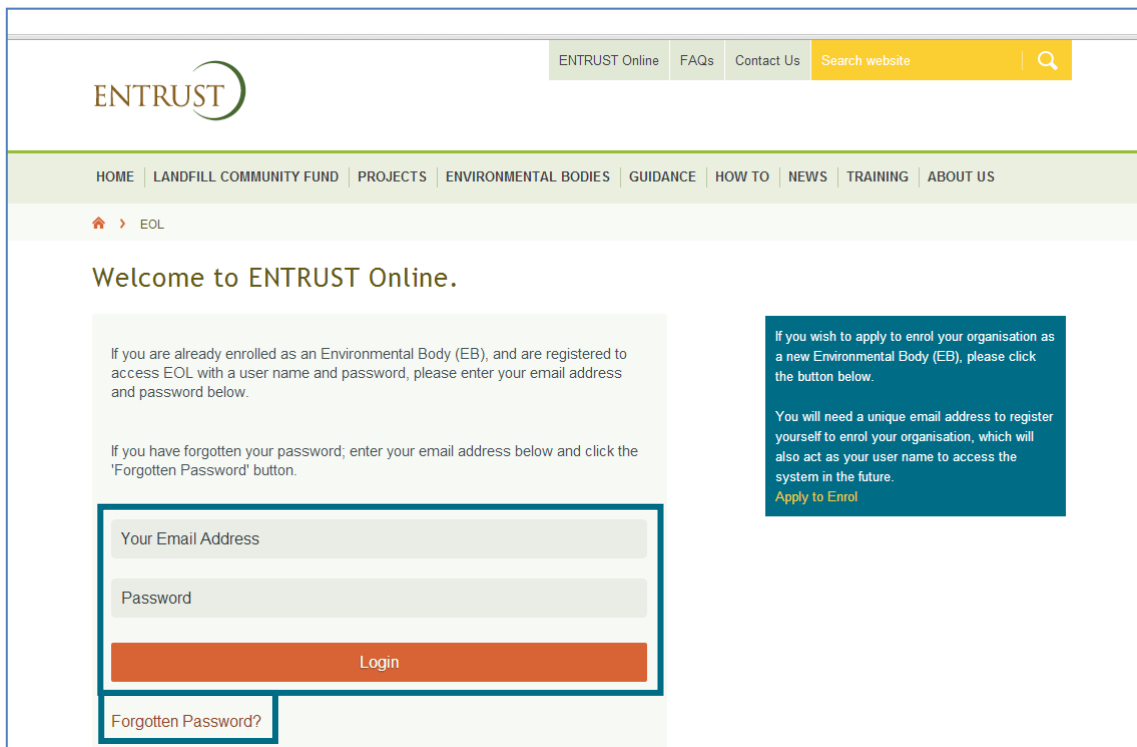 ENTRUST Online FAQs Contact Us Search website
ENTRUST
HOME LANDFILL COMMUNITY FUND PROJECTS ENVIRONMENTAL BODIES GUIDANCE HOW TO NEWS TRAINING ABOUT US
EOL
Welcome to ENTRUST Online.
If you are already enrolled as an Environmental Body (EB), and are registered to
access EOL with a user name and password, please enter your email address
and password below.
If you have forgotten your password; enter your email address below and click the
'Forgotten Password' button.
Your Email Address
Password
Login
Forgotten Password?
If you wish to apply to enrol your organisation as
a new Environmental Body (EB), please click
the button below.
You will need a unique email address to register
yourself to enrol your organisation, which will
also act as your user name to access the
system in the future.
Apply to Enrol